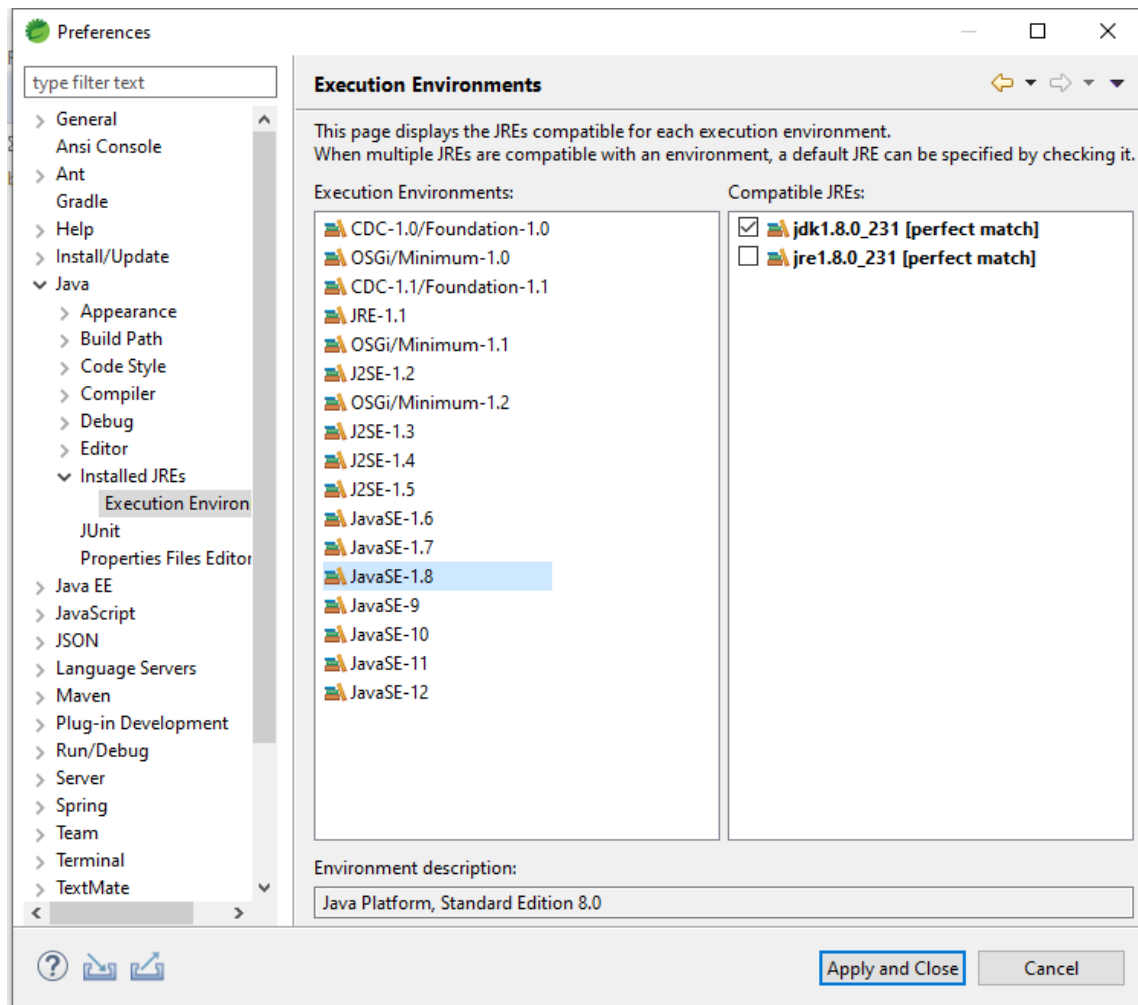 Preferences
type filter text
General
Ansi Console
Ant
Gradle
Help
Install/Update
Java
Appearance
Build Path
Code Style
Compiler
Debug
Editor
Installed JREs
Execution Environ
JUnit
Properties Files Editor
Java EE
JavaScript
JSON
Language Servers
Maven
Plug-in Development
Run/Debug
Server
Spring
Team
Terminal
TextMate
Execution Environments
This page displays the JREs compatible for each execution environment.
When multiple JREs are compatible with an environment, a default JRE can be specified by checking it.
Execution Environments:
CDC-1.0/Foundation-1.0
OSGi/Minimum-1.0
CDC-1.1/Foundation-1.1
JRE-1.1
OSGi/Minimum-1.1
J2SE-1.2
OSGi/Minimum-1.2
J2SE-1.3
J2SE-1.4
J2SE-1.5
JavaSE-1.6
JavaSE-1.7
JavaSE-1.8
JavaSE-9
JavaSE-10
JavaSE-11
JavaSE-12
Compatible JREs:
jdk1.8.0_231 [perfect match]
jre1.8.0_231 [perfect match]
Environment description:
Java Platform, Standard Edition 8.0
?
Apply and Close
Cancel